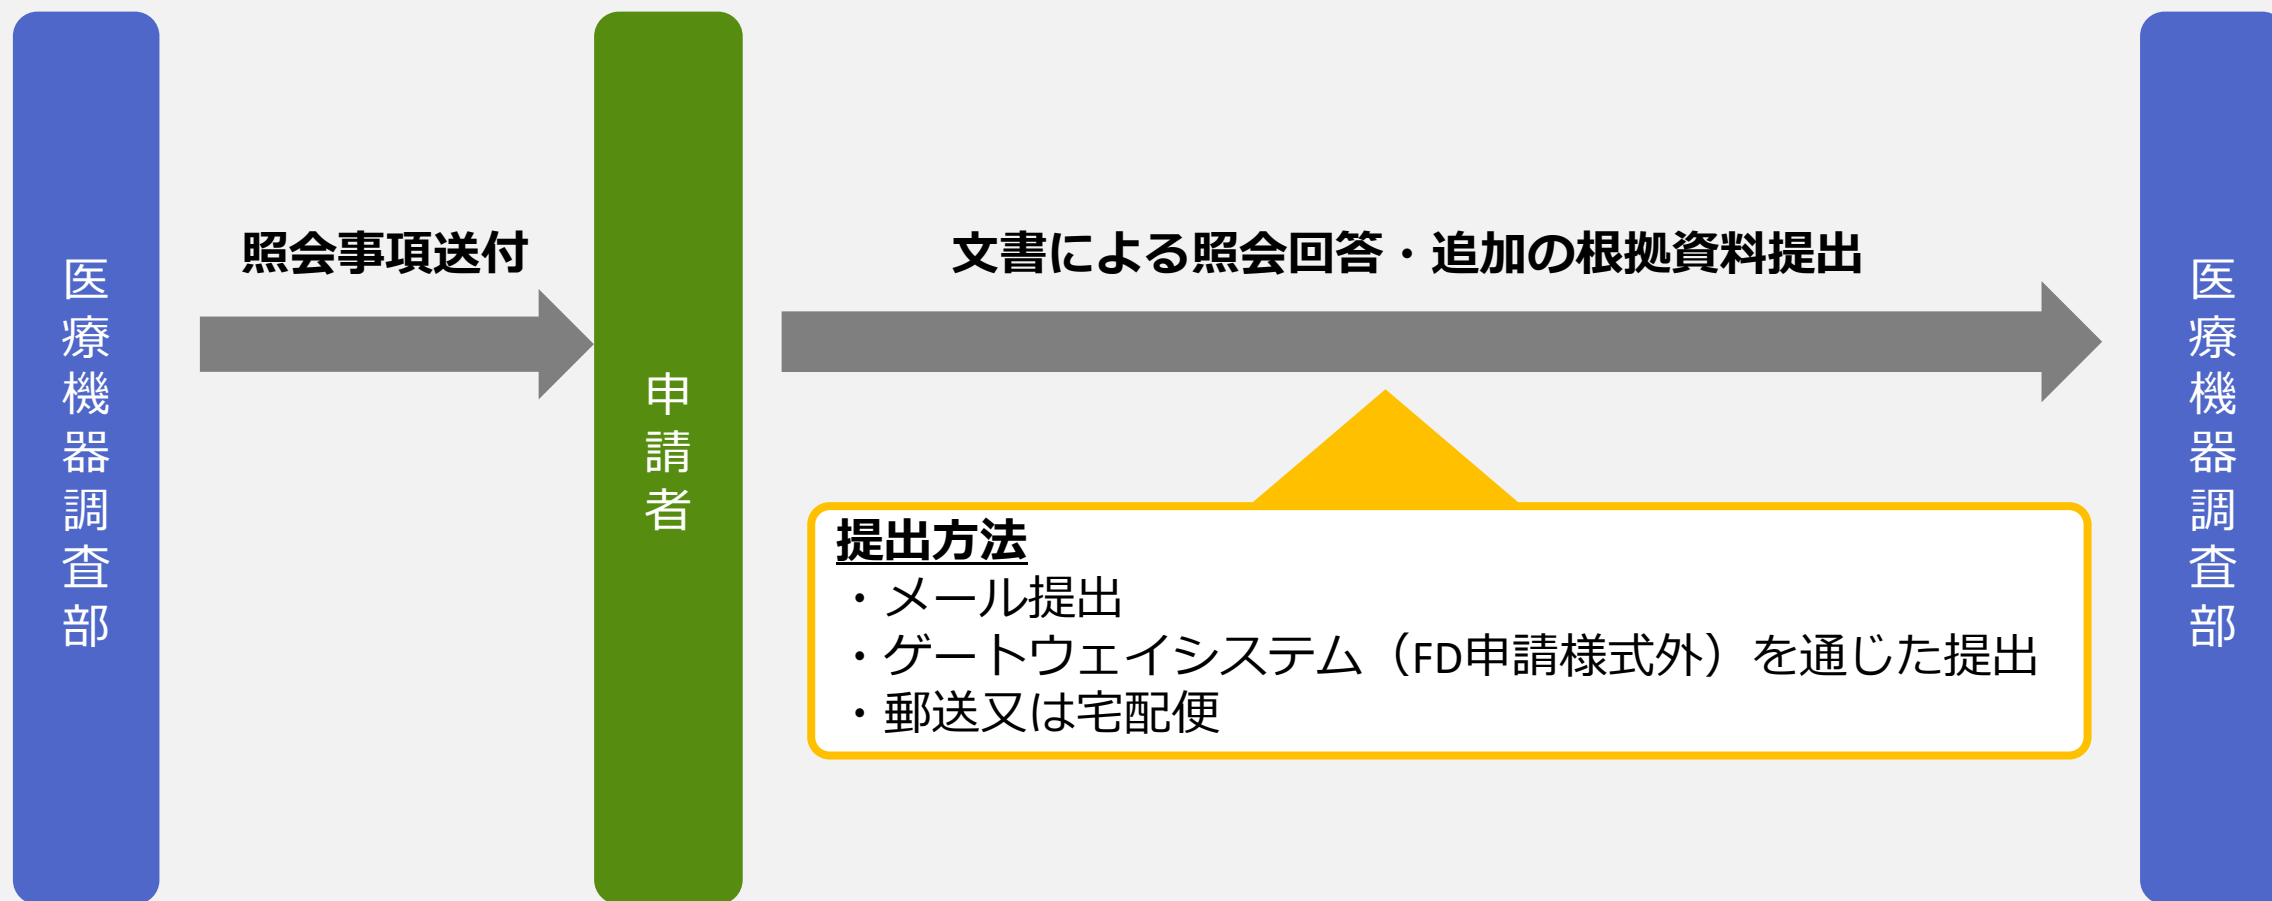 医療機器調査部
照会事項送付
申請者
文書による照会回答・追加の根拠資料提出
提出方法
・メール提出
・ゲートウェイシステム（FD申請様式外）を通じた提出
・郵送又は宅配便
医療機器調査部